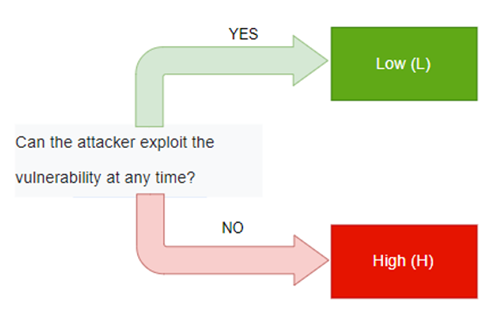 YES
Low (L)
Can the attacker exploit the
vulnerability at any time?
NO
High (H)